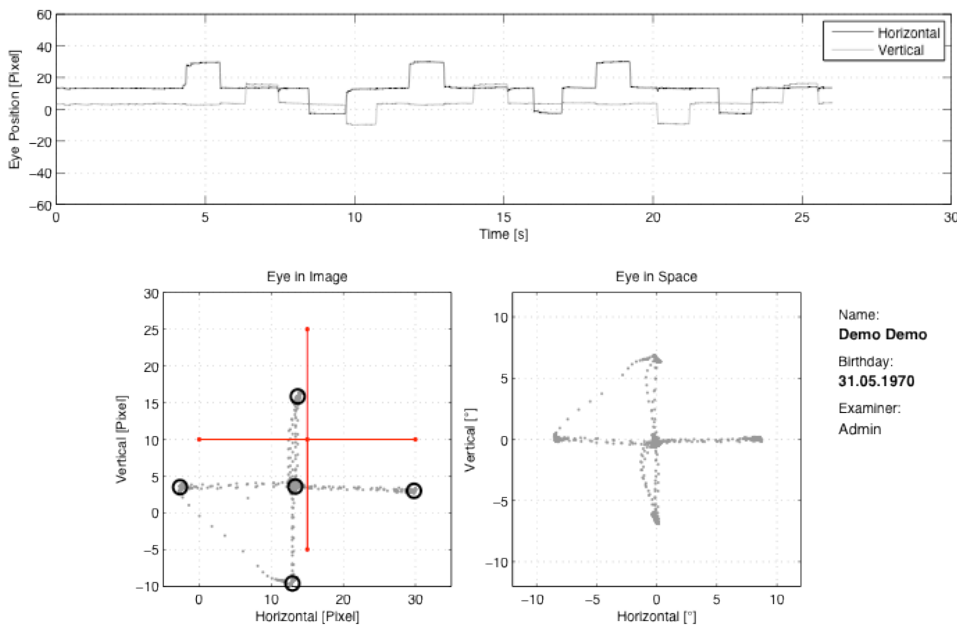 60
40
20
0
−20
−40
−60
Eye Position [Pixel]
Horizontal
Vertical
0 5 10 15 20 25 30
Time [s]
Eye in Image
30
25
20
15
10
5
0
−5
−10
Vertical [Pixel]
0 10 20 30
Horizontal [Pixel]
Eye in Space
10
5
0
−5
−10
Vertical [°]
−10 −5 0 5 10
Horizontal [°]
Name:
Demo Demo
Birthday:
31.05.1970
Examiner:
Admin